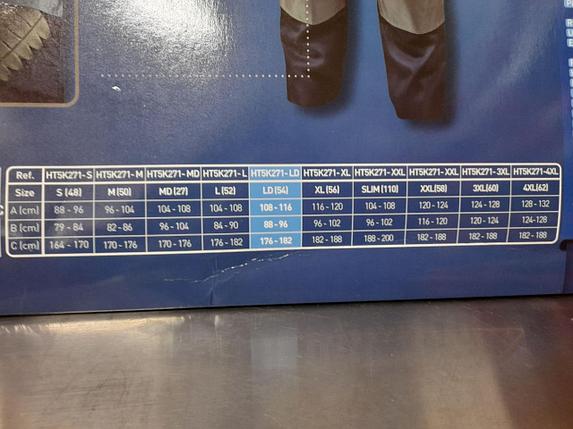 Ref. HT5K271-S HT5K271-M HT5K271-MD HT5K271-L HT5K271-LD HT5K271-XL HT5K271-XXL HT5K271-XXL HT5K271-3XL HT5K271-4XL
Size S (48) M (50) MD (27) L (52) LD (54) XL (56) SLIM (110) XXL(58) 3XL(60) 4XL(62)
A (cm) 88 - 96 96 - 104 104 - 108 104 - 108 108 - 116 116 - 120 104 - 108 120 - 124 124 - 128 128 - 132
B (cm) 79 - 84 82 - 86 96 - 104 84 - 90 88 - 96 96 - 102 96 - 102 116 - 120 120 - 124 124-128
C (cm) 164 - 170 170 - 176 170 - 176 176 - 182 176 - 182 182 - 188 188 - 200 182 - 188 182 - 188 182 - 188